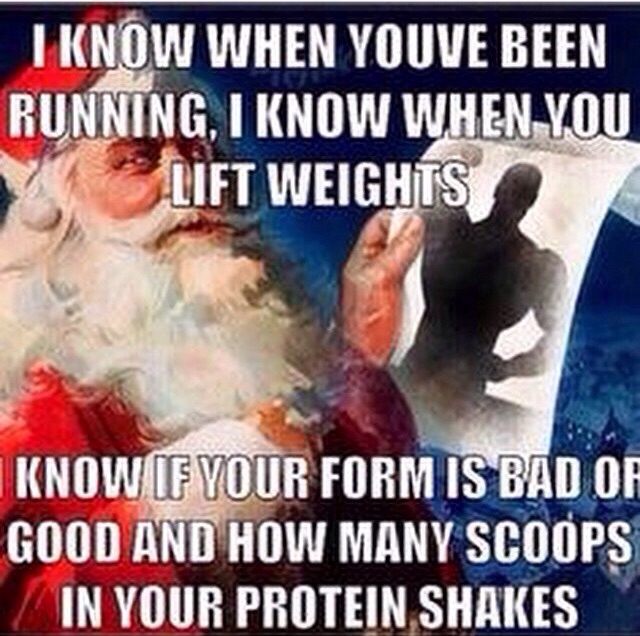 I KNOW WHEN YOUVE BEEN
RUNNING, I KNOW WHEN YOU
LIFT WEIGHTS
I KNOW IF YOUR FORM IS BAD OR
GOOD AND HOW MANY SCOOPS
IN YOUR PROTEIN SHAKES